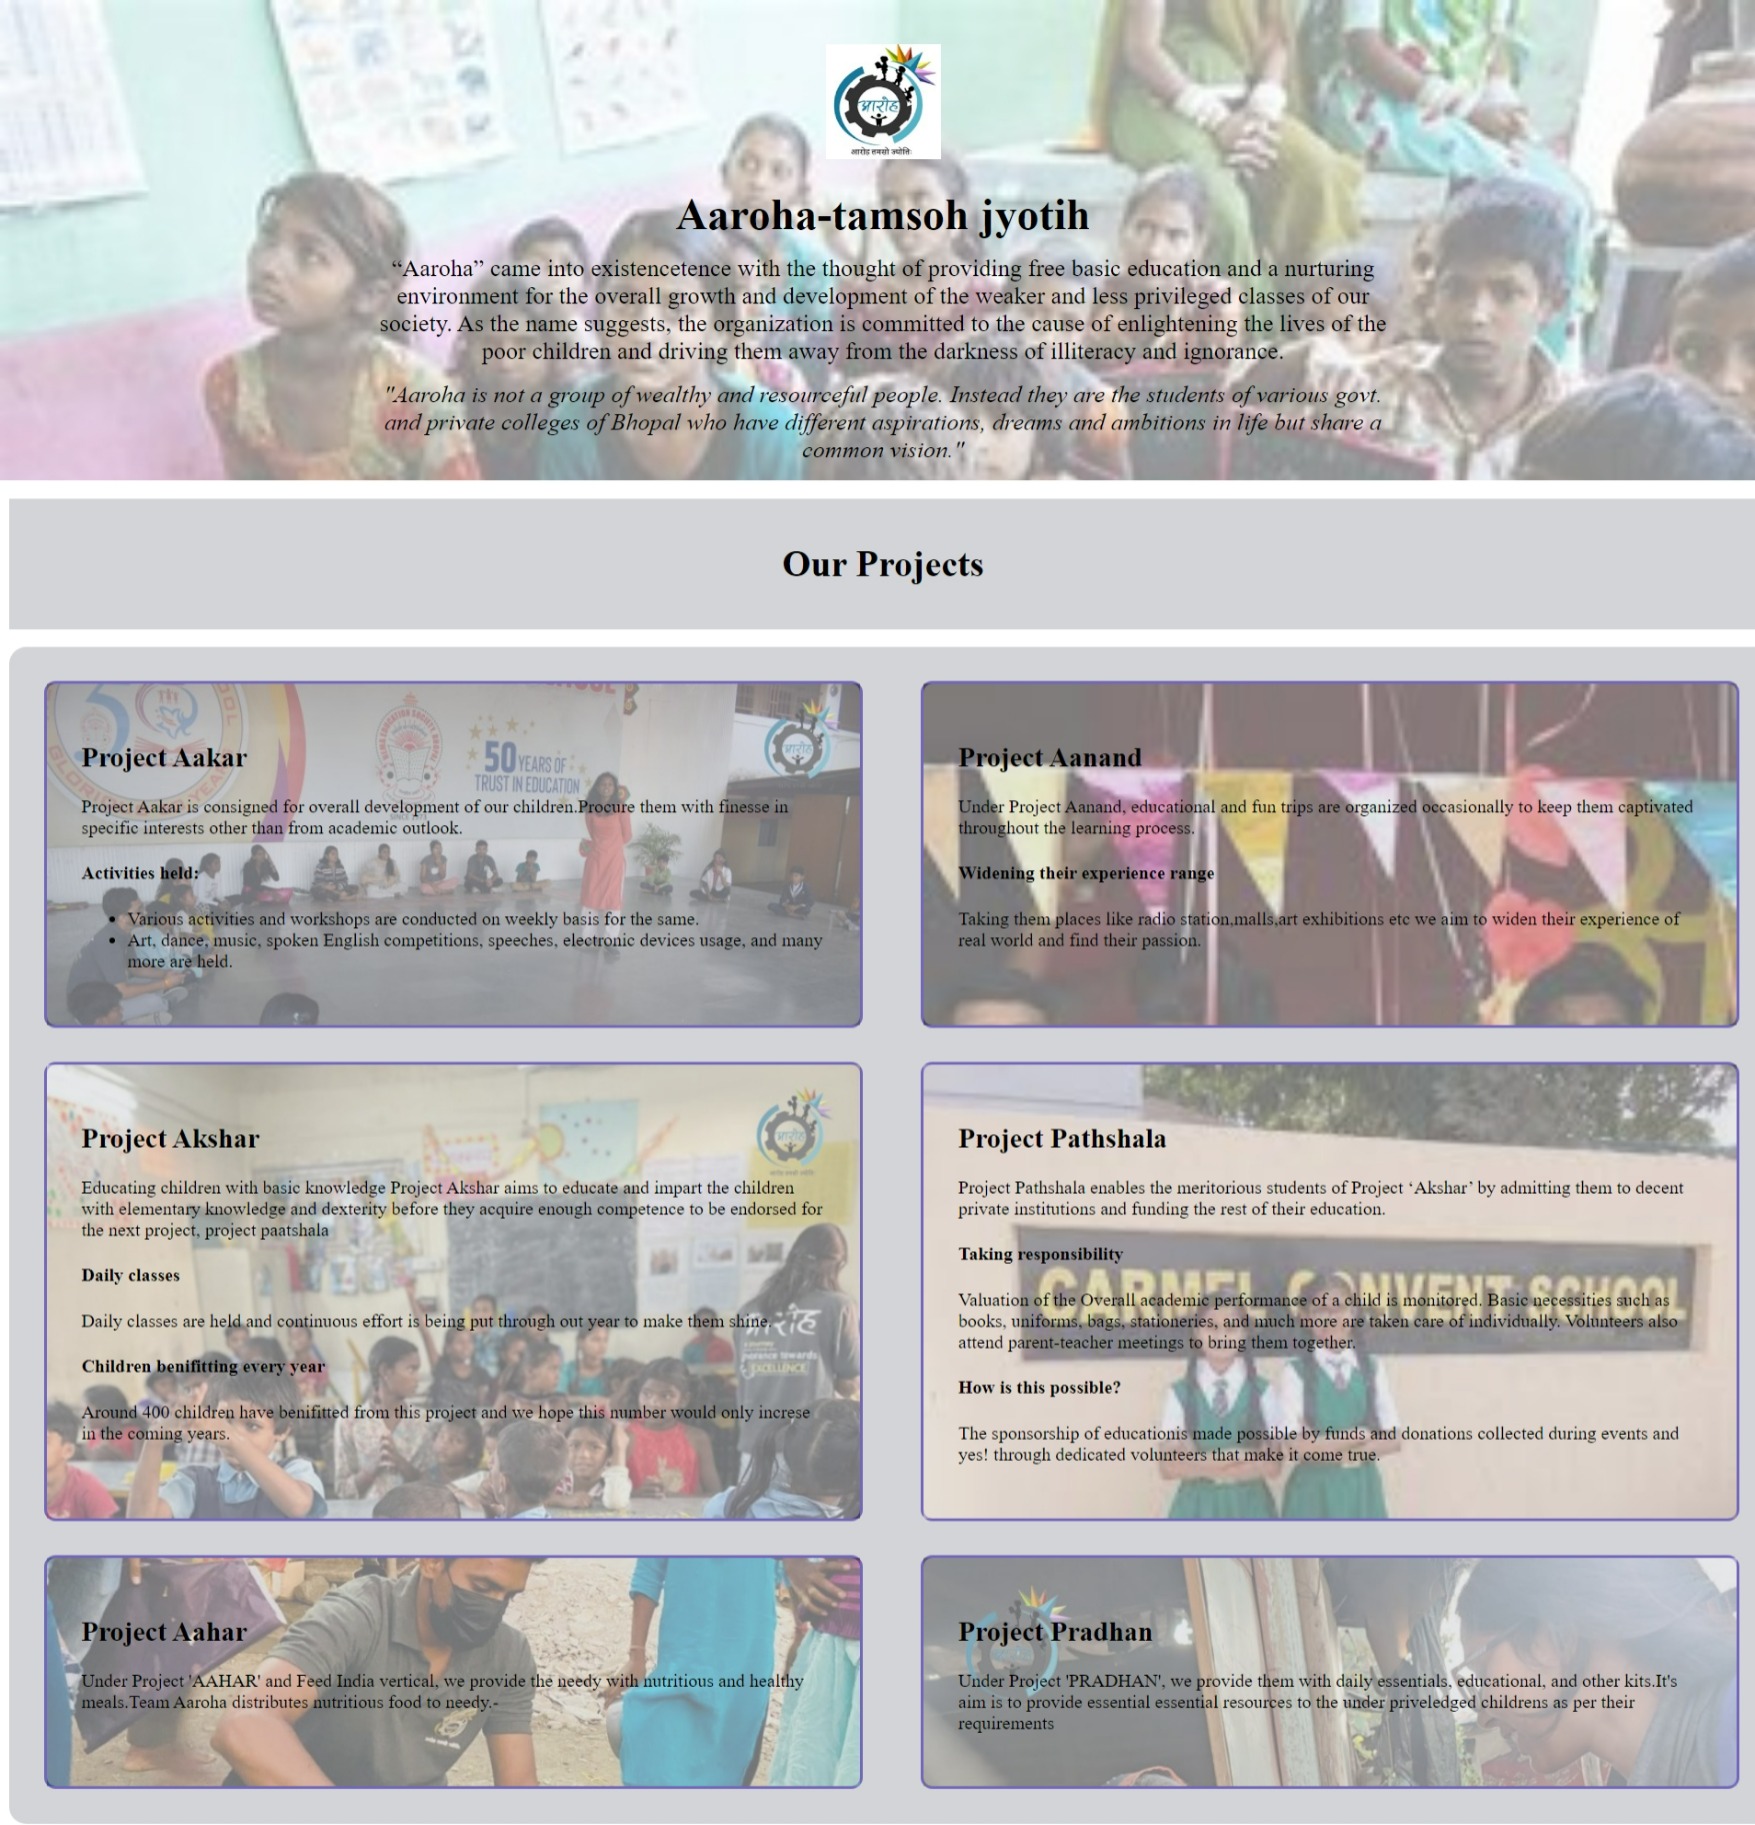 आरोह
आरोह तमसो ज्योतिः
Aaroha-tamsoh jyotih
“Aaroha” came into existencetence with the thought of providing free basic education and a nurturing
environment for the overall growth and development of the weaker and less privileged classes of our
society. As the name suggests, the organization is committed to the cause of enlightening the lives of the
poor children and driving them away from the darkness of illiteracy and ignorance.
"Aaroha is not a group of wealthy and resourceful people. Instead they are the students of various govt.
and private colleges of Bhopal who have different aspirations, dreams and ambitions in life but share a
common vision."
Our Projects
50 YEARS OF
TRUST IN EDUCATION
आरोह
Project Aakar
Project Aakar is consigned for overall development of our children.Procure them with finesse in
specific interests other than from academic outlook.
Activities held:
Various activities and workshops are conducted on weekly basis for the same.
Art, dance, music, spoken English competitions, speeches, electronic devices usage, and many
more are held.
Project Aanand
Under Project Aanand, educational and fun trips are organized occasionally to keep them captivated
throughout the learning process.
Widening their experience range
Taking them places like radio station,malls,art exhibitions etc we aim to widen their experience of
real world and find their passion.
आरोह
Project Akshar
Educating children with basic knowledge Project Akshar aims to educate and impart the children
with elementary knowledge and dexterity before they acquire enough competence to be endorsed for
the next project, project paatshala
Daily classes
Daily classes are held and continuous effort is being put through out year to make them shine.
Children benifitting every year
Around 400 children have benifitted from this project and we hope this number would only increse
in the coming years.
towards
EXCELLENCE
Project Pathshala
Project Pathshala enables the meritorious students of Project ‘Akshar’ by admitting them to decent
private institutions and funding the rest of their education.
Taking responsibility
CARMEL CONVENT SCHOOL
Valuation of the Overall academic performance of a child is monitored. Basic necessities such as
books, uniforms, bags, stationeries, and much more are taken care of individually. Volunteers also
attend parent-teacher meetings to bring them together.
How is this possible?
The sponsorship of educationis made possible by funds and donations collected during events and
yes! through dedicated volunteers that make it come true.
Project Aahar
Under Project 'AAHAR' and Feed India vertical, we provide the needy with nutritious and healthy
meals.Team Aaroha distributes nutritious food to needy.-
Project Pradhan
Under Project 'PRADHAN', we provide them with daily essentials, educational, and other kits.It's
aim is to provide essential essential resources to the under priveledged childrens as per their
requirements